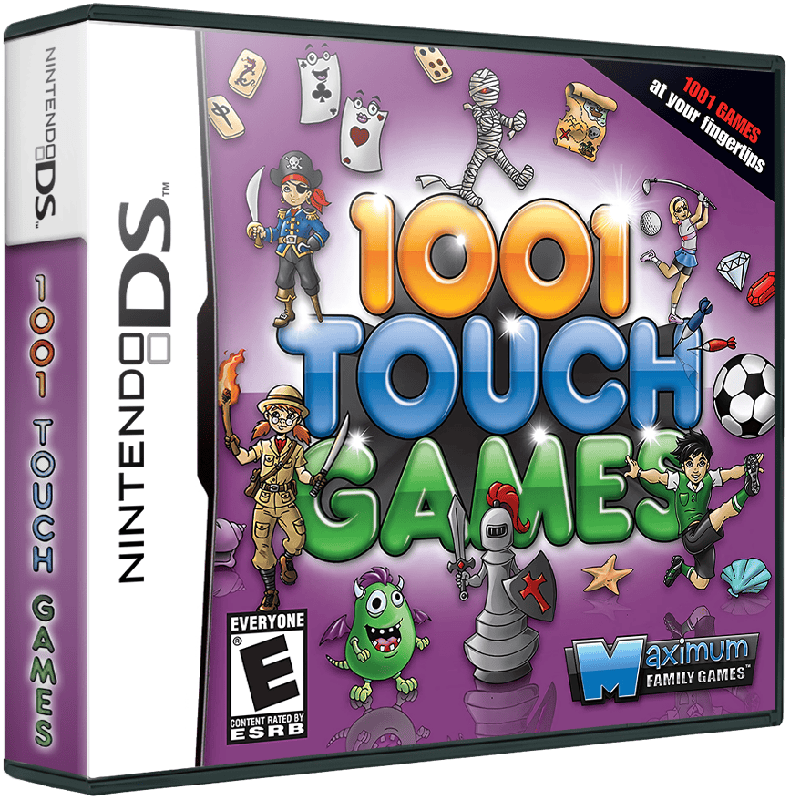 NINTENDO DS™
1001 TOUCH GAMES
NINTENDO DS™
1001 GAMES
at your fingertips
1001
TOUCH
GAMES
EVERYONE
E
®
CONTENT RATED BY
ESRB
Maximum
FAMILY GAMES™